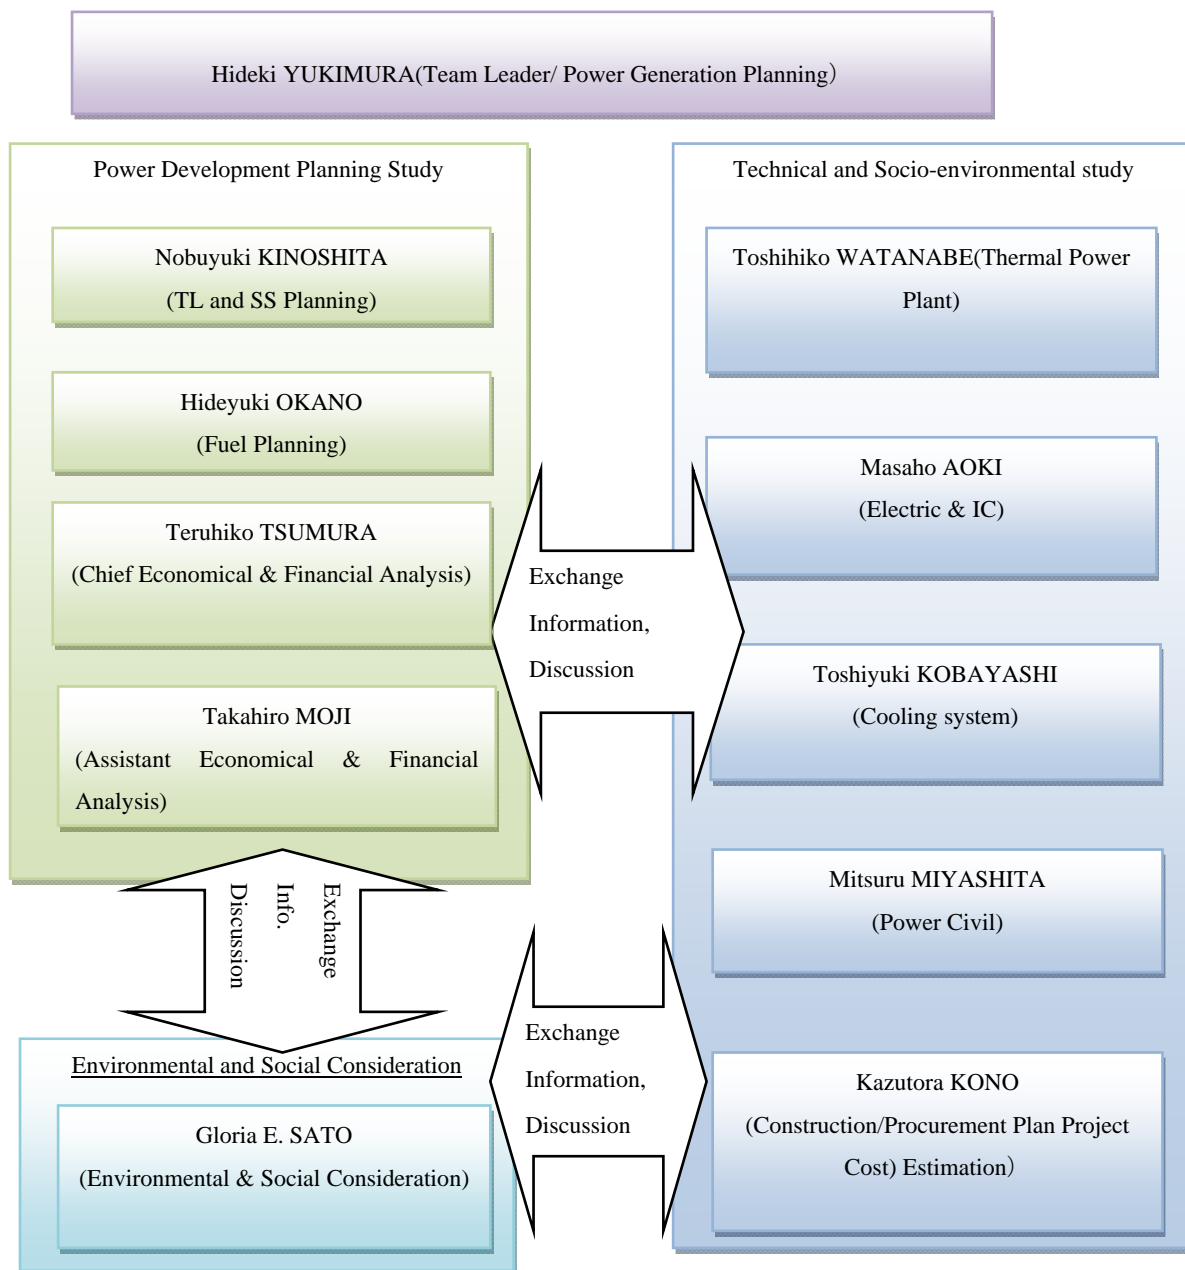 Hideki YUKIMURA(Team Leader/ Power Generation Planning）
Power Development Planning Study
Nobuyuki KINOSHITA
(TL and SS Planning)
Hideyuki OKANO
(Fuel Planning)
Teruhiko TSUMURA
(Chief Economical & Financial Analysis)
Takahiro MOJI
(Assistant Economical & Financial
Analysis)
Exchange
Information,
Discussion
Technical and Socio-environmental study
Toshihiko WATANABE(Thermal Power
Plant)
Masaho AOKI
(Electric & IC)
Toshiyuki KOBAYASHI
(Cooling system)
Mitsuru MIYASHITA
(Power Civil)
Kazutora KONO
(Construction/Procurement Plan Project
Cost) Estimation）
Exchange
Info.
Discussion
Environmental and Social Consideration
Gloria E. SATO
(Environmental & Social Consideration)
Exchange
Information,
Discussion